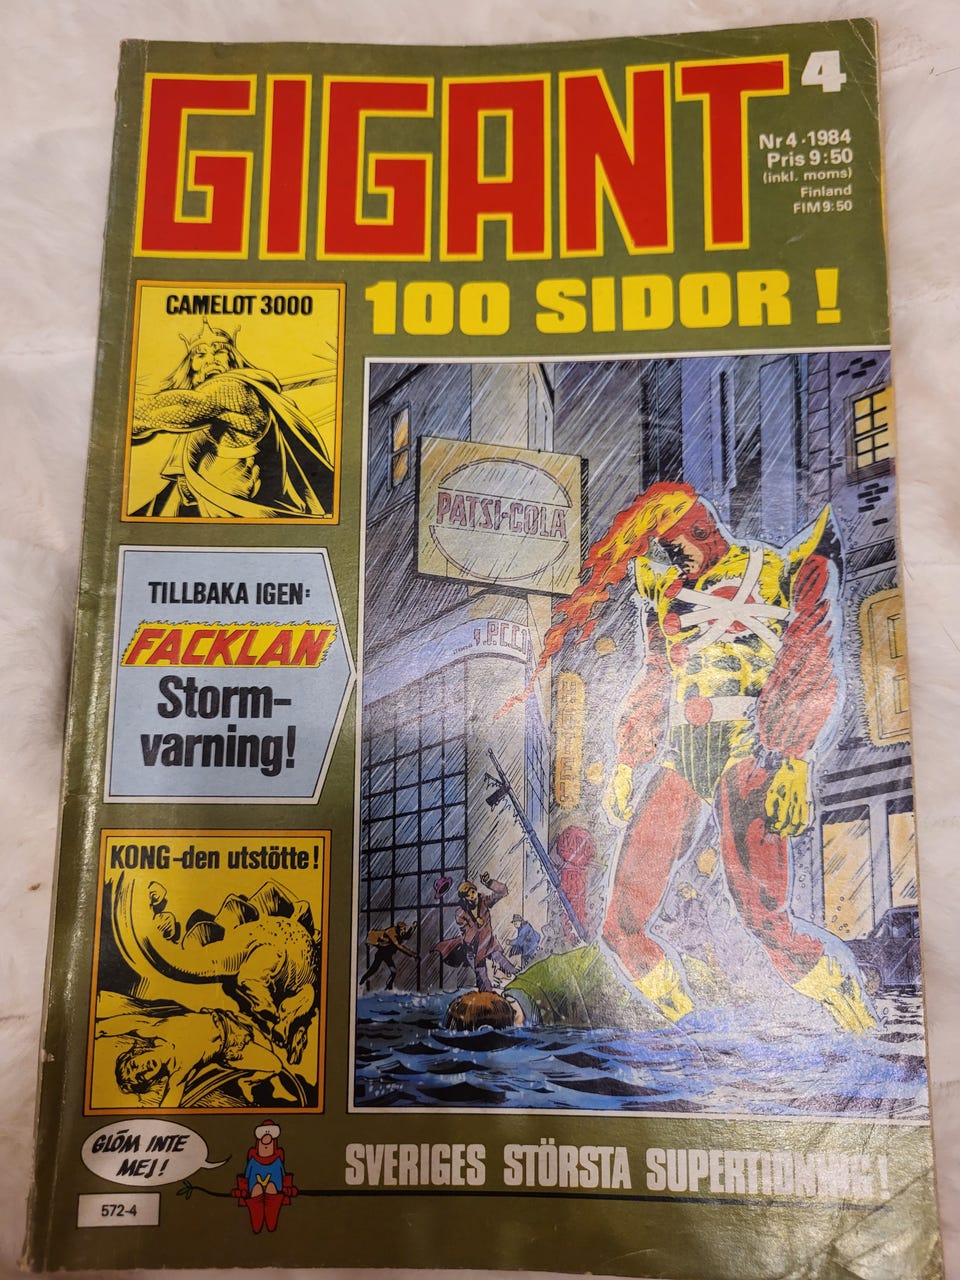 GIGANT
4
Nr 4 · 1984
Pris 9:50
(inkl. moms)
Finland
FIM 9:50
100 SIDOR !
CAMELOT 3000
PATSI-COLA
TILLBAKA IGEN:
FACKLAN
Storm-
varning!
HOTEL
KONG-den utstötte!
GLÖM INTE
MEJ!
SVERIGES STÖRSTA SUPERTIDNING!
572-4